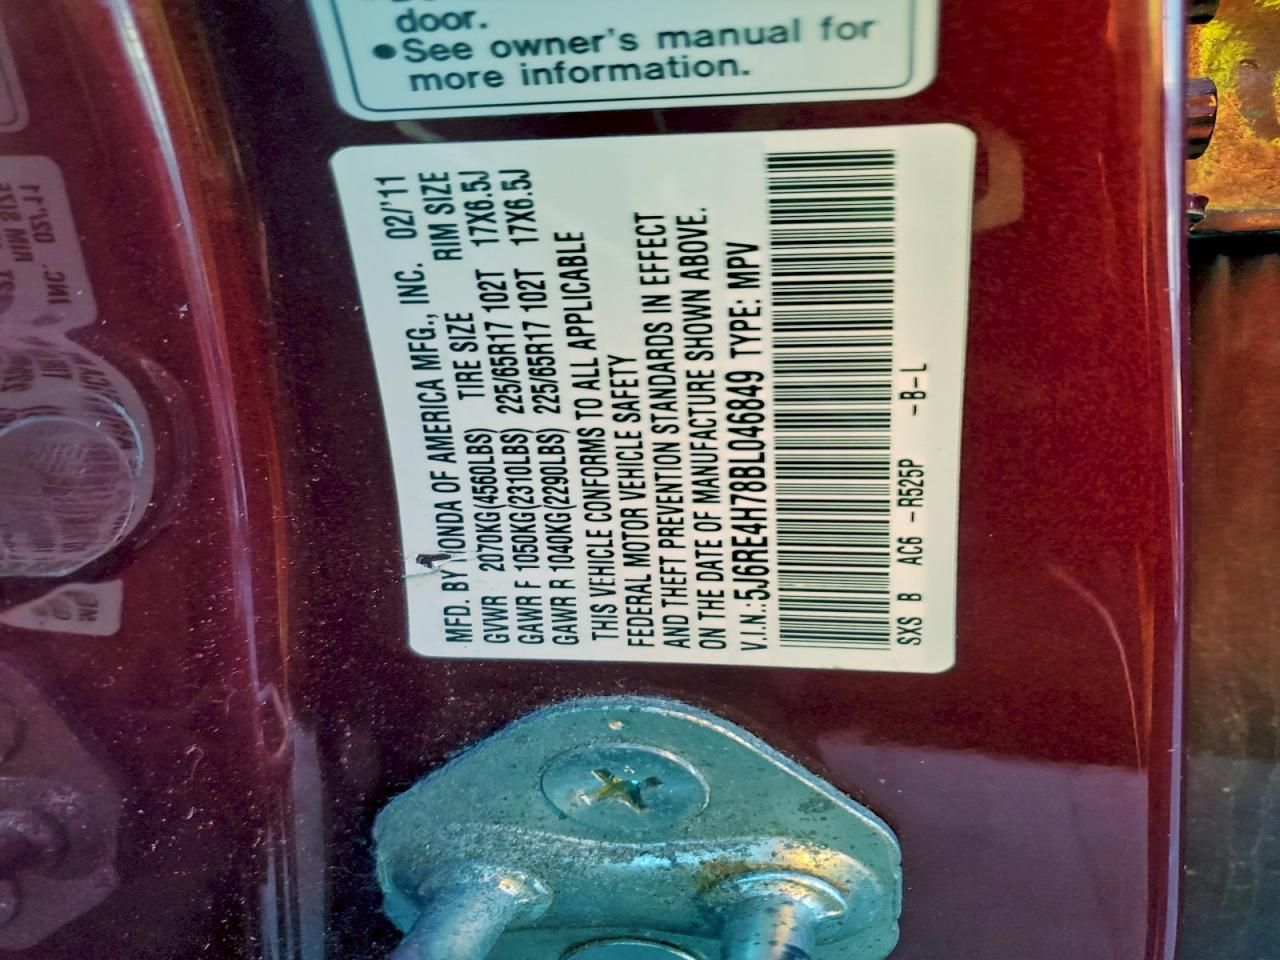 door.
●See owner's manual for
more information.
MFD. BY HONDA OF AMERICA MFG., INC. 02/'11
GVWR 2070KG(4560LBS) TIRE SIZE RIM SIZE
GAWR F 1050KG(2310LBS) 225/65R17 102T 17X6.5J
GAWR R 1040KG(2290LBS) 225/65R17 102T 17X6.5J
THIS VEHICLE CONFORMS TO ALL APPLICABLE
FEDERAL MOTOR VEHICLE SAFETY
AND THEFT PREVENTION STANDARDS IN EFFECT
ON THE DATE OF MANUFACTURE SHOWN ABOVE.
V.I.N.:5J6RE4H78BL046849 TYPE: MPV
SXS B AC6 -R525P -B-L